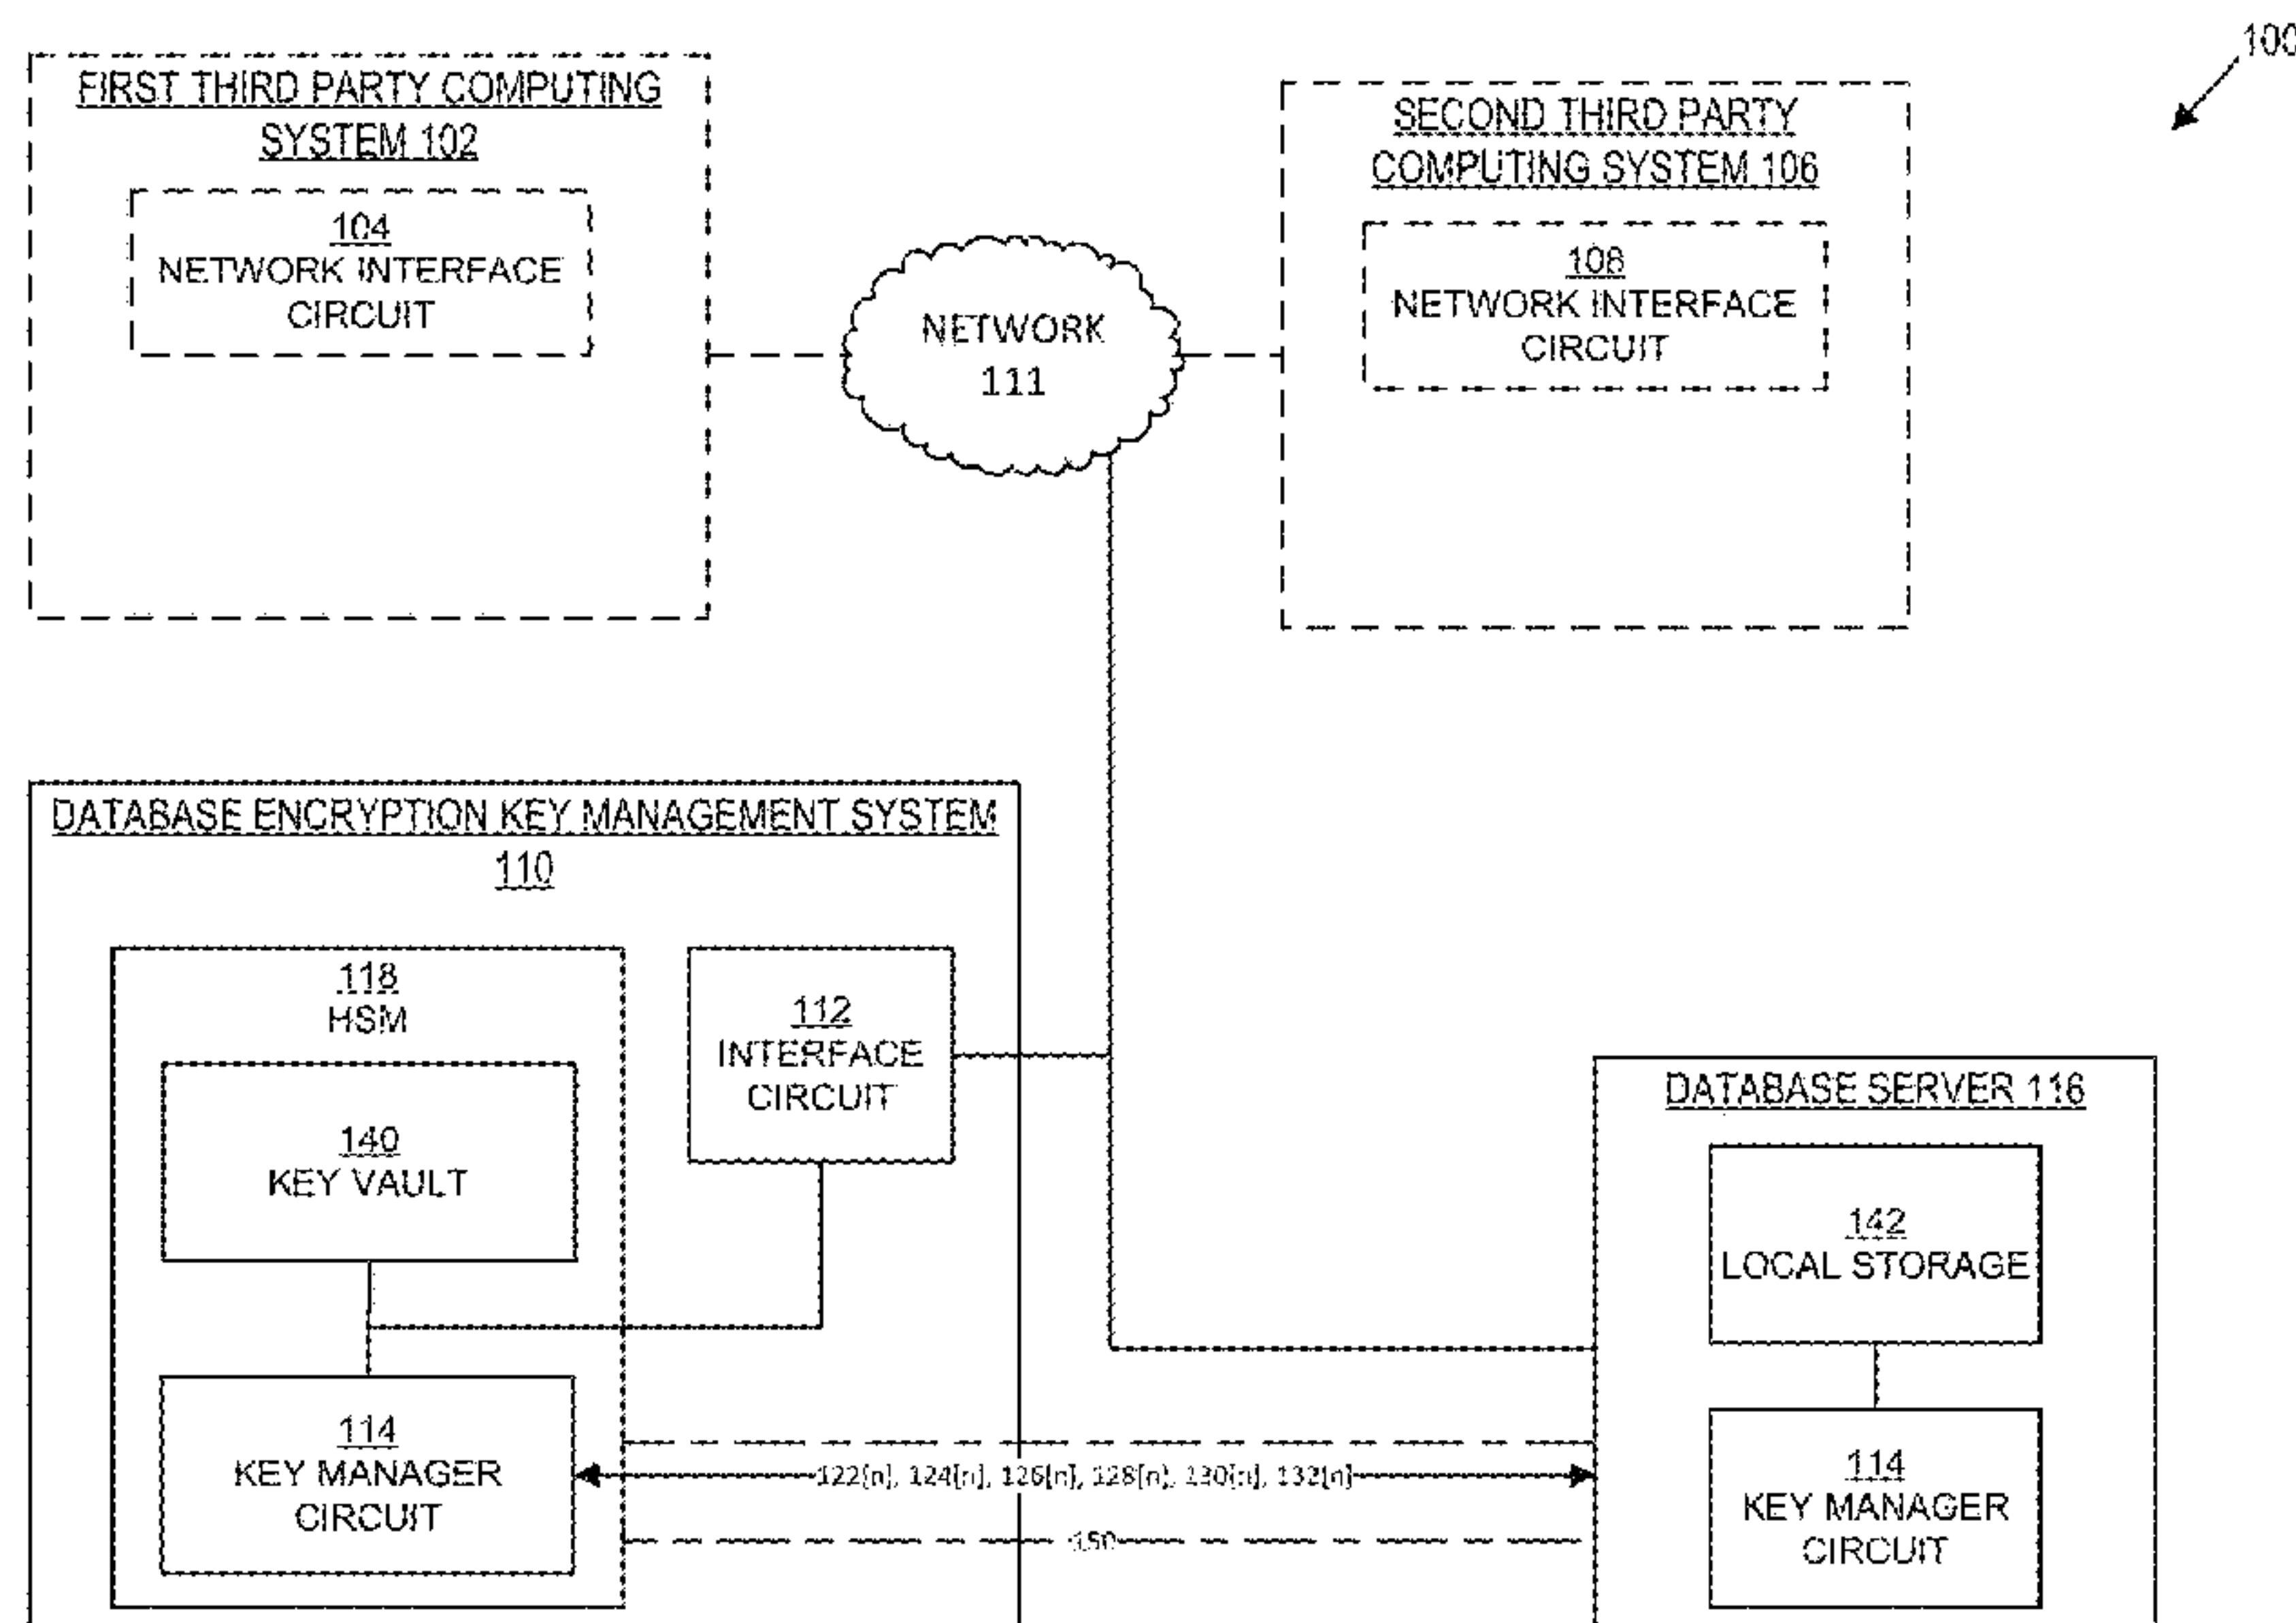 100
FIRST THIRD PARTY COMPUTING
SYSTEM 102
104
NETWORK INTERFACE
CIRCUIT
NETWORK
111
SECOND THIRD PARTY
COMPUTING SYSTEM 106
108
NETWORK INTERFACE
CIRCUIT
DATABASE ENCRYPTION KEY MANAGEMENT SYSTEM
110
118
HSM
140
KEY VAULT
112
INTERFACE
CIRCUIT
114
KEY MANAGER
CIRCUIT
122[n], 124[n], 126[n], 128[n], 130[n], 132[n]
150
DATABASE SERVER 116
142
LOCAL STORAGE
114
KEY MANAGER
CIRCUIT